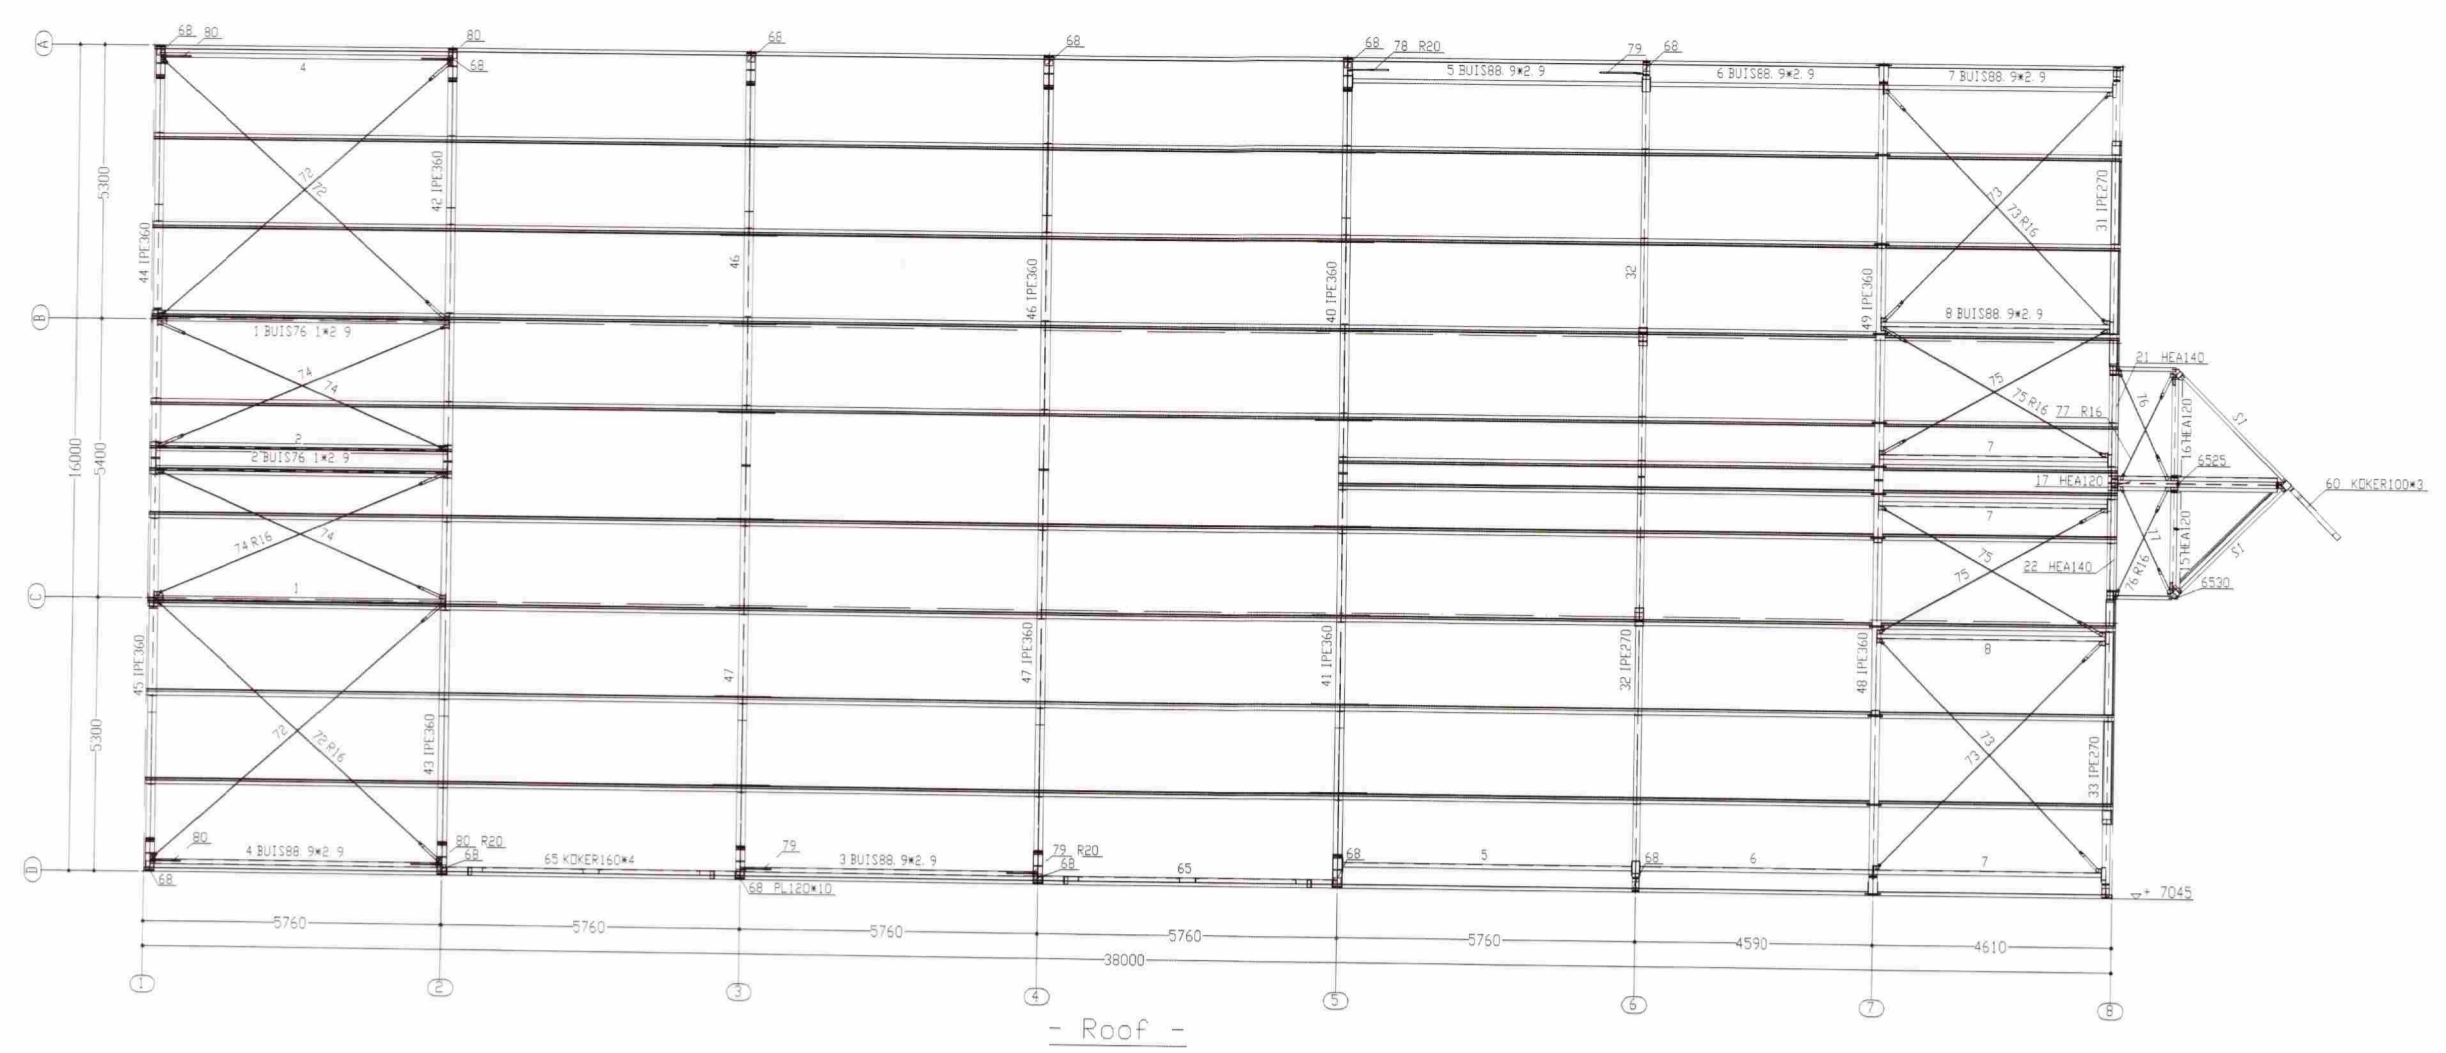 A
68 80
80
68
68
68
68 78 R20
79 68
4
5 BUIS88.9*2.9
6 BUIS88.9*2.9
7 BUIS88.9*2.9
5300
72
72
42 IPE360
73
73 R16
31 IPE270
44 IPE360
46
46 IPE360
40 IPE360
32
49 IPE360
B
1 BUIS76.1*2.9
8 BUIS88.9*2.9
21 HEA140
74
74
75
75 R16
77 R16
76
16 HEA120
S1
16000
5400
2
2 BUIS76.1*2.9
7
6525
17 HEA120
60 KOKER100*3
7
74 R16
74
75
75
77
15 HEA120
S1
22 HEA140
76 R16
6530
C
1
8
45 IPE360
47
47 IPE360
41 IPE360
32 IPE270
48 IPE360
5300
72
72 R16
43 IPE360
73
73
33 IPE270
80
4 BUIS88.9*2.9
80 R20
68
65 KOKER160*4
79
3 BUIS88.9*2.9
79 R20
68
65
68
5
68
6
7
D
68
68 PL120*10
+ 7045
5760
5760
5760
5760
5760
4590
4610
38000
1
2
3
4
5
6
7
8
- Roof -